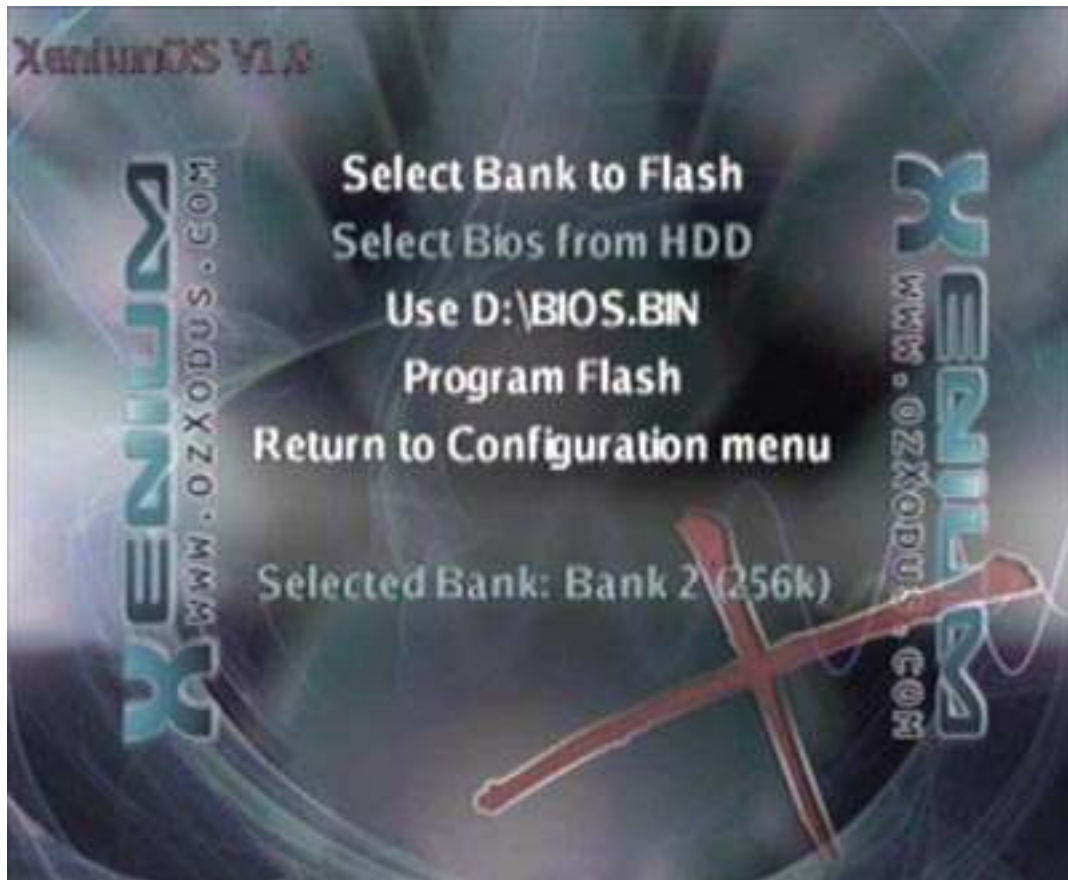 XeniumOS V1.0
Select Bank to Flash
Select Bios from HDD
Use D:\BIOS.BIN
Program Flash
Return to Configuration menu
Selected Bank: Bank 2 (256k)
XENIUM
WWW.OZXODUS.COM
XENIUM
WWW.OZXODUS.COM